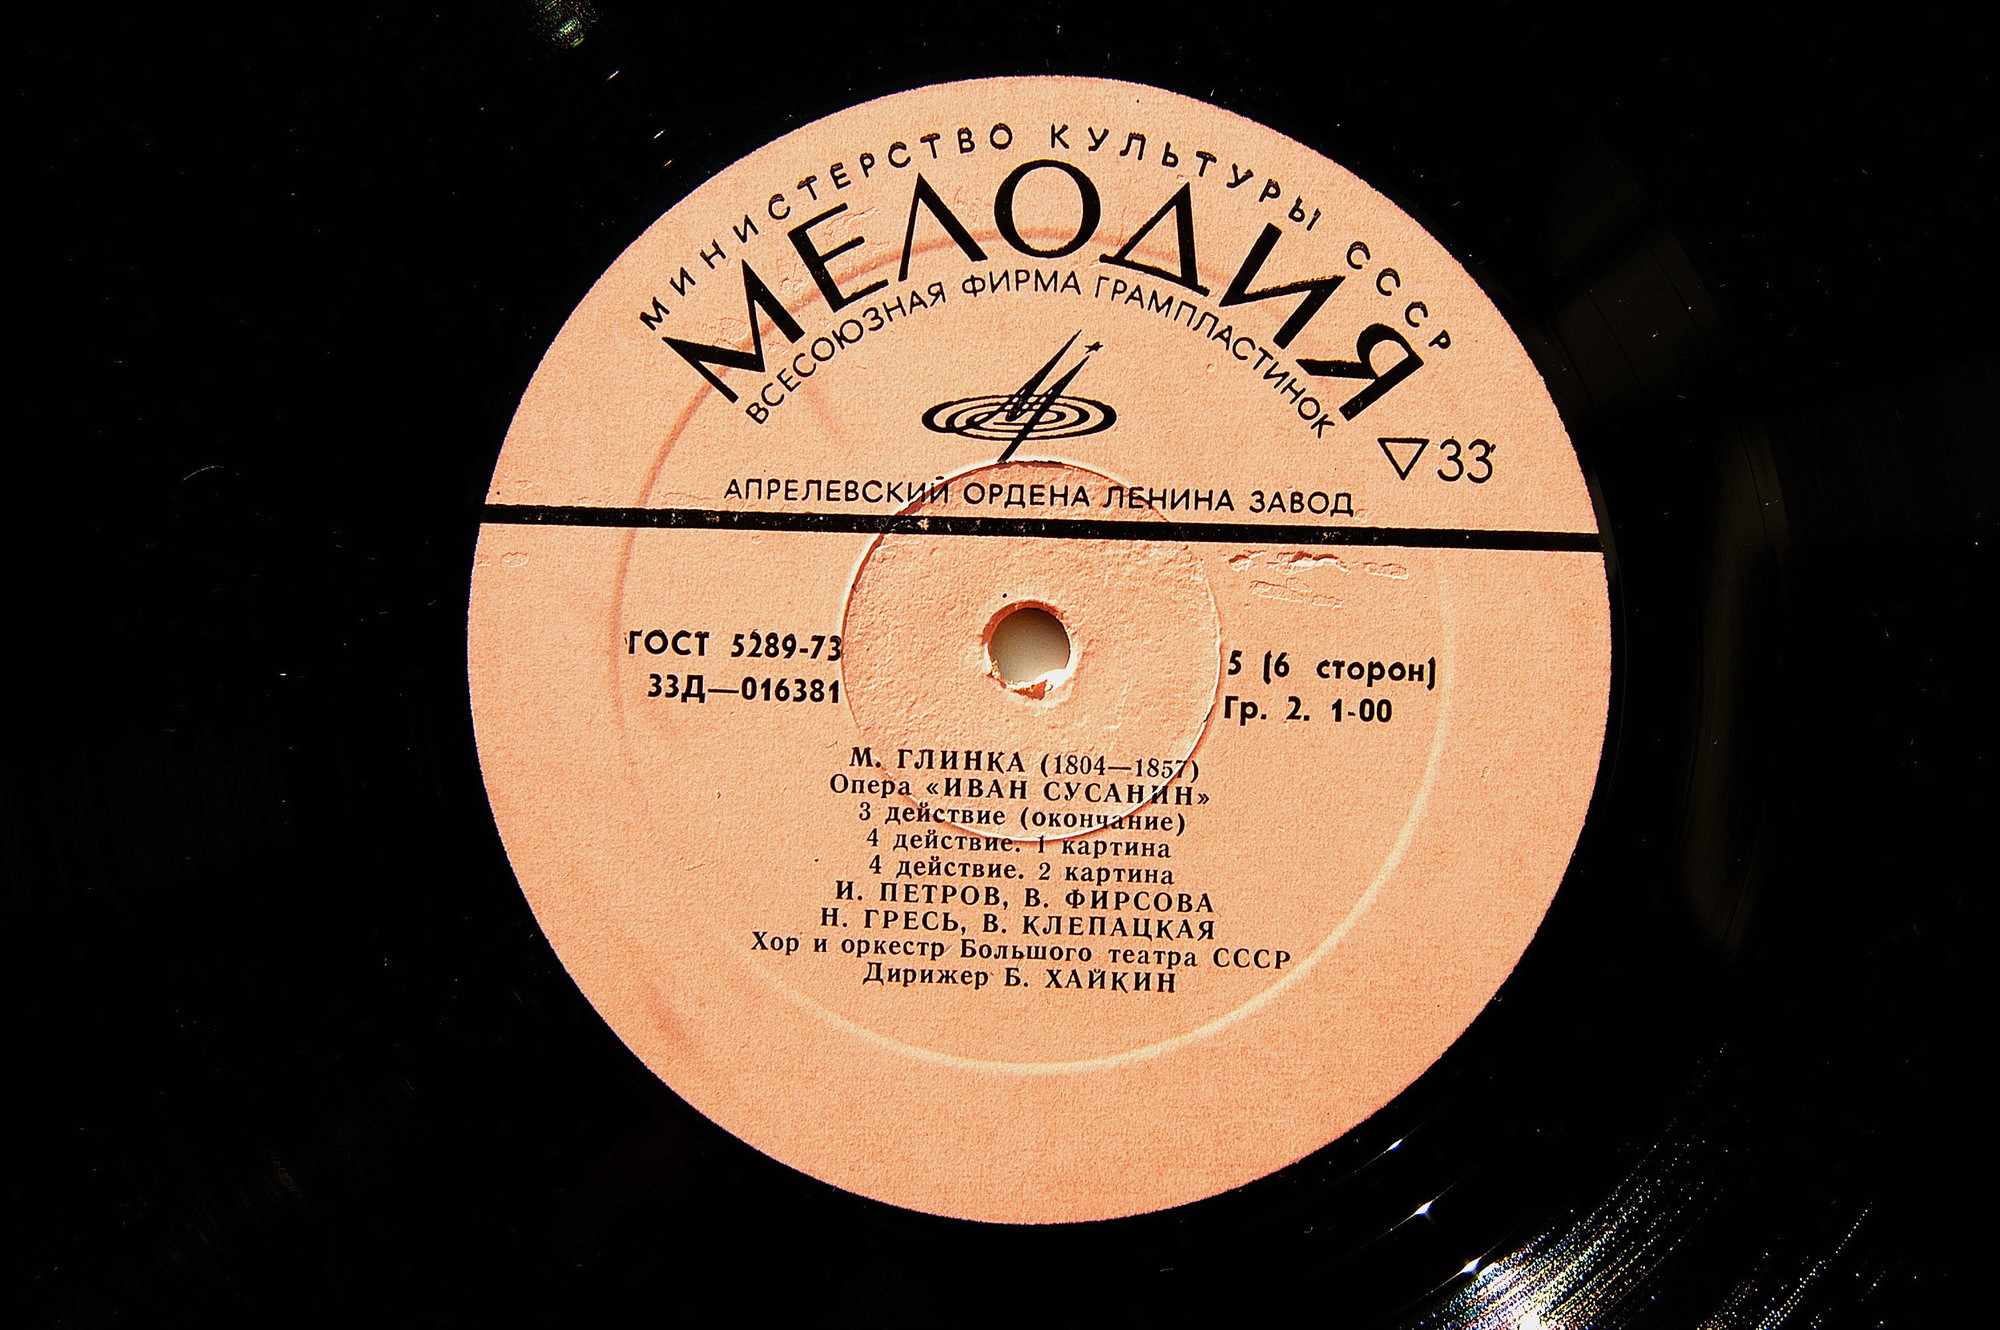 МИНИСТЕРСТВО КУЛЬТУРЫ СССР
МЕЛОДИЯ
ВСЕСОЮЗНАЯ ФИРМА ГРАМПЛАСТИНОК
▽33
АПРЕЛЕВСКИЙ ОРДЕНА ЛЕНИНА ЗАВОД
ГОСТ 5289-73
33Д—016381
5 (6 сторон)
Гр. 2. 1-00
М. ГЛИНКА (1804—1857)
Опера «ИВАН СУСАНИН»
3 действие (окончание)
4 действие. 1 картина
4 действие. 2 картина
И. ПЕТРОВ, В. ФИРСОВА
Н. ГРЕСЬ, В. КЛЕПАЦКАЯ
Хор и оркестр Большого театра СССР
Дирижер Б. ХАЙКИН